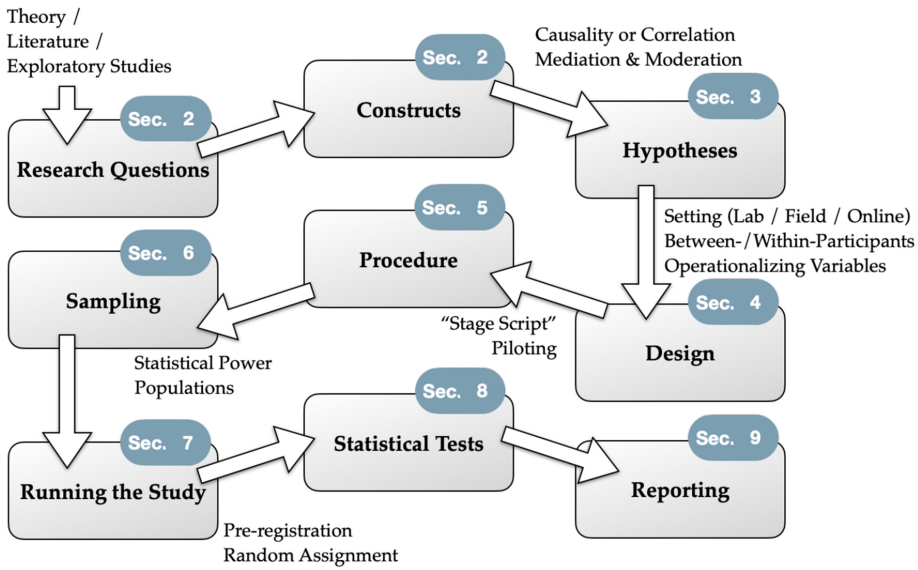 Theory /
Literature /
Exploratory Studies
Sec. 2
Research Questions
Sec. 2
Constructs
Causality or Correlation
Mediation & Moderation
Sec. 3
Hypotheses
Setting (Lab / Field / Online)
Between-/Within-Participants
Operationalizing Variables
Sec. 4
Design
“Stage Script”
Piloting
Sec. 5
Procedure
Sec. 6
Sampling
Statistical Power
Populations
Sec. 7
Running the Study
Pre-registration
Random Assignment
Sec. 8
Statistical Tests
Sec. 9
Reporting